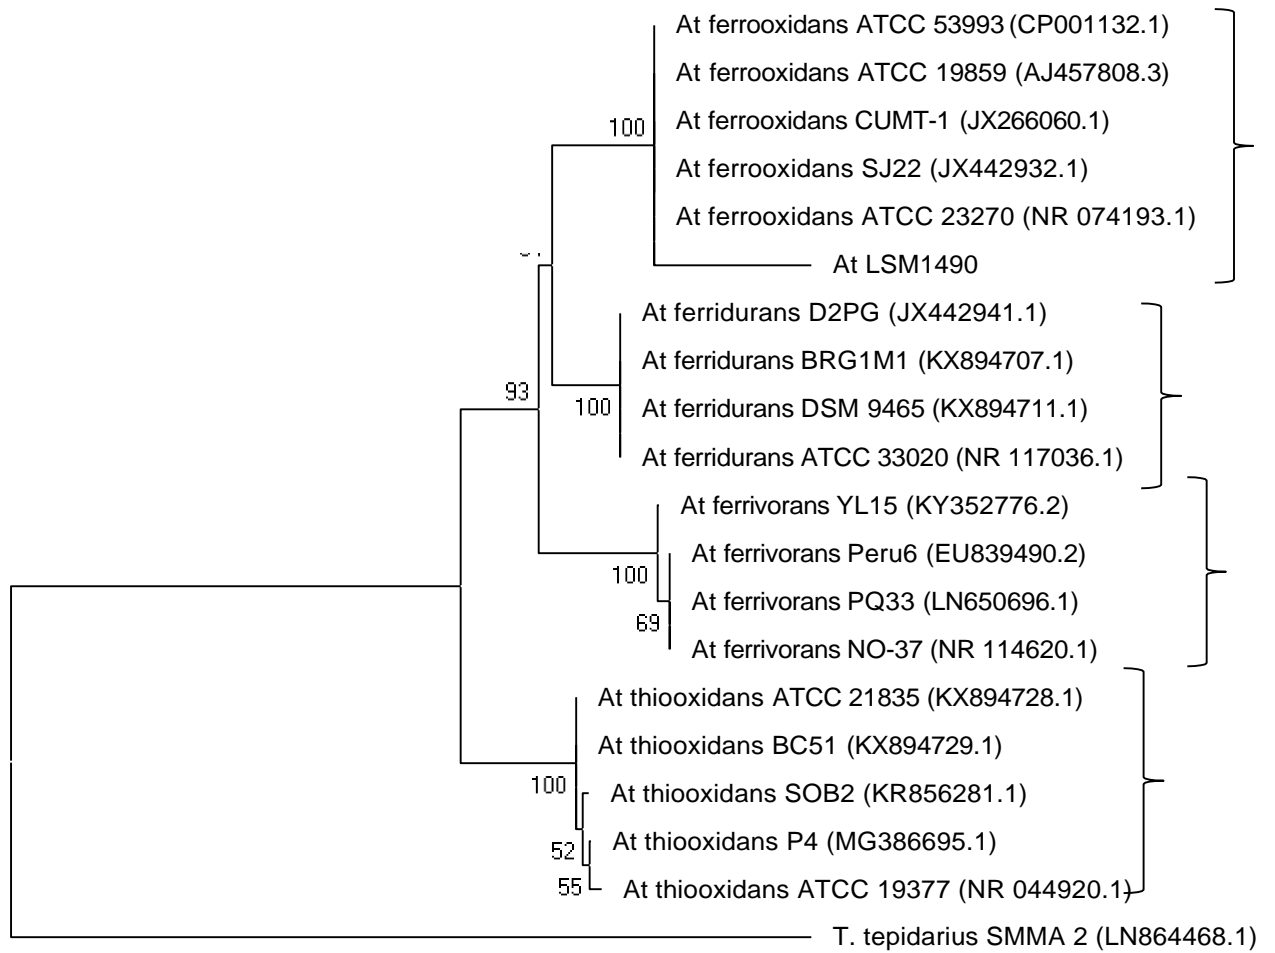 At ferrooxidans ATCC 53993 (CP001132.1)
At ferrooxidans ATCC 19859 (AJ457808.3)
At ferrooxidans CUMT-1 (JX266060.1)
100
At ferrooxidans SJ22 (JX442932.1)
At ferrooxidans ATCC 23270 (NR 074193.1)
At LSM1490
At ferridurans D2PG (JX442941.1)
At ferridurans BRG1M1 (KX894707.1)
93
At ferridurans DSM 9465 (KX894711.1)
100
At ferridurans ATCC 33020 (NR 117036.1)
At ferrivorans YL15 (KY352776.2)
At ferrivorans Peru6 (EU839490.2)
100
At ferrivorans PQ33 (LN650696.1)
69
At ferrivorans NO-37 (NR 114620.1)
At thiooxidans ATCC 21835 (KX894728.1)
At thiooxidans BC51 (KX894729.1)
100
At thiooxidans SOB2 (KR856281.1)
At thiooxidans P4 (MG386695.1)
52
55
At thiooxidans ATCC 19377 (NR 044920.1)
T. tepidarius SMMA 2 (LN864468.1)